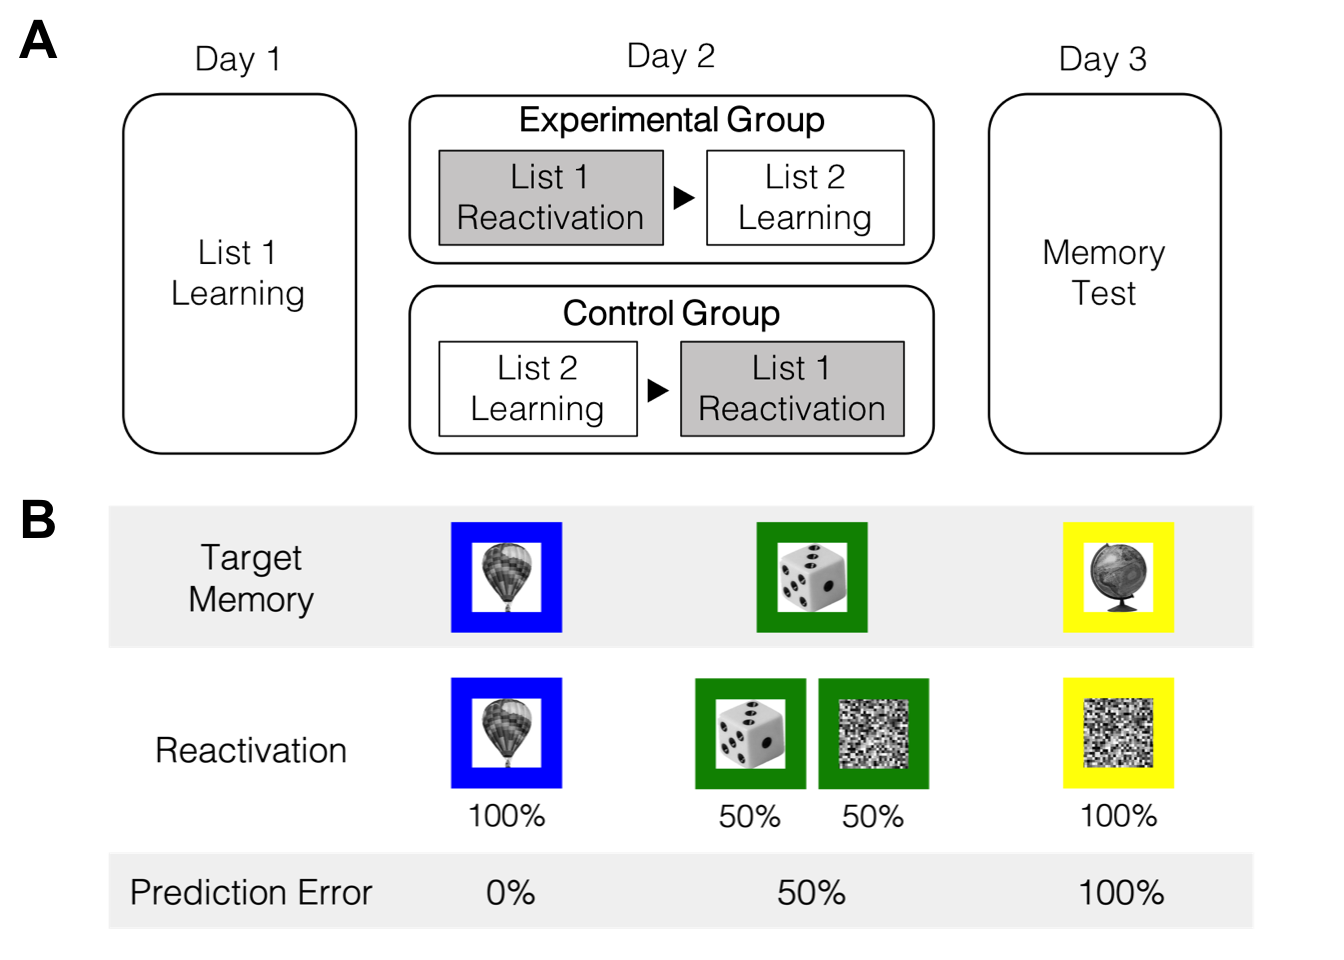 A
Day 1
Day 2
Day 3
List 1
Learning
Experimental Group
List 1
Reactivation
List 2
Learning
Control Group
List 2
Learning
List 1
Reactivation
Memory
Test
B
Target
Memory
Reactivation
100%
50%
50%
100%
Prediction Error
0%
50%
100%